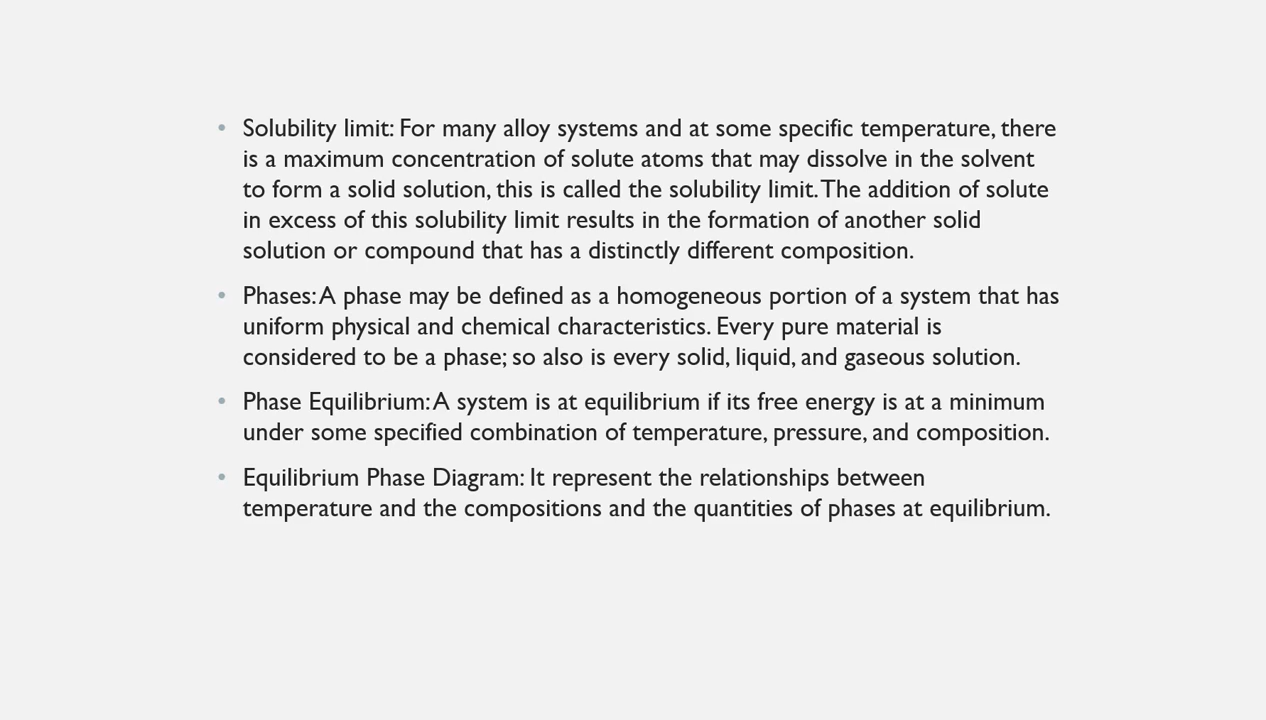 • Solubility limit: For many alloy systems and at some specific temperature, there
is a maximum concentration of solute atoms that may dissolve in the solvent
to form a solid solution, this is called the solubility limit. The addition of solute
in excess of this solubility limit results in the formation of another solid
solution or compound that has a distinctly different composition.
• Phases: A phase may be defined as a homogeneous portion of a system that has
uniform physical and chemical characteristics. Every pure material is
considered to be a phase; so also is every solid, liquid, and gaseous solution.
• Phase Equilibrium: A system is at equilibrium if its free energy is at a minimum
under some specified combination of temperature, pressure, and composition.
• Equilibrium Phase Diagram: It represent the relationships between
temperature and the compositions and the quantities of phases at equilibrium.